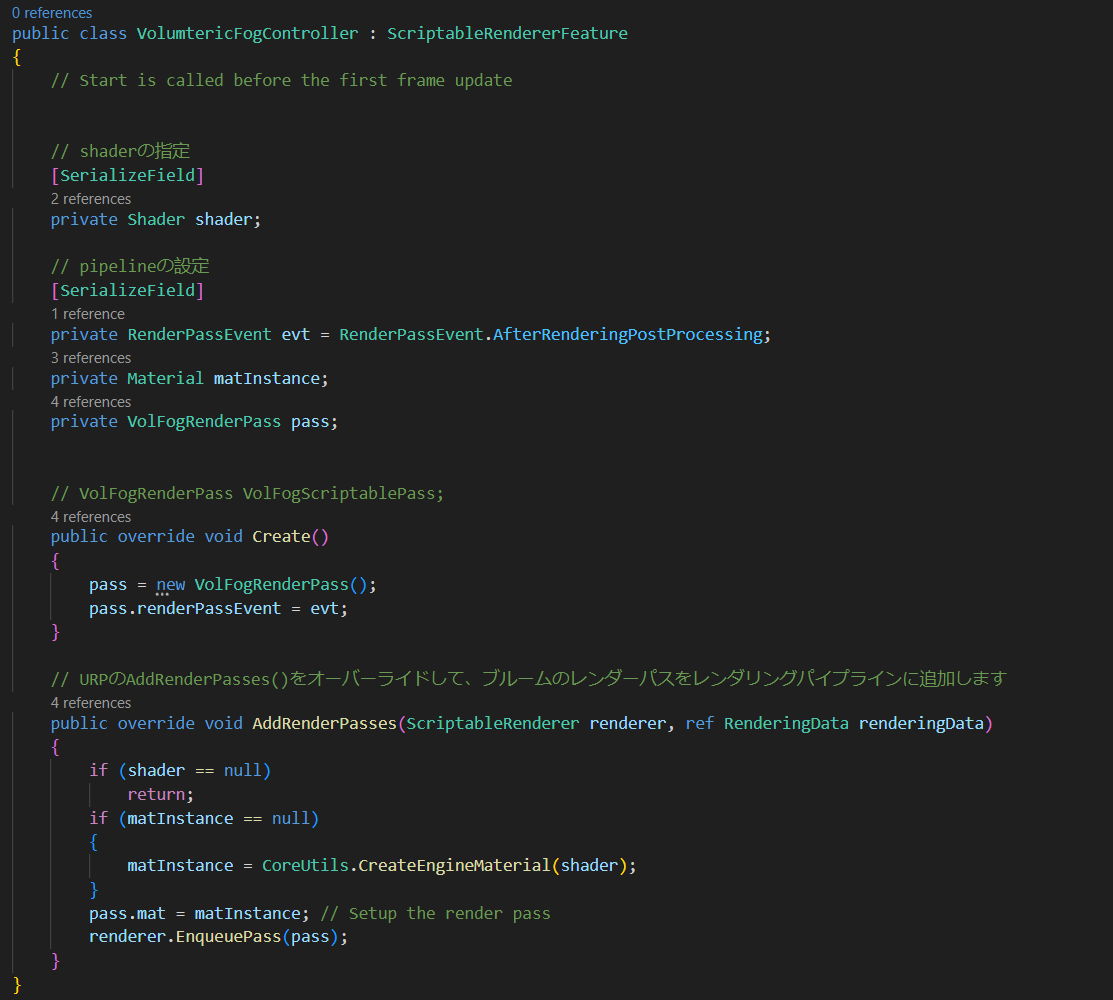 0 references
public class VolumtericFogController : ScriptableRendererFeature
{
// Start is called before the first frame update
// shaderの指定
[SerializeField]
2 references
private Shader shader;
// pipelineの設定
[SerializeField]
1 reference
private RenderPassEvent evt = RenderPassEvent.AfterRenderingPostProcessing;
3 references
private Material matInstance;
4 references
private VolFogRenderPass pass;
// VolFogRenderPass VolFogScriptablePass;
4 references
public override void Create()
{
pass = new VolFogRenderPass();
pass.renderPassEvent = evt;
}
// URPのAddRenderPasses()をオーバーライドして、ブルームのレンダーパスをレンダリングパイプラインに追加します
4 references
public override void AddRenderPasses(ScriptableRenderer renderer, ref RenderingData renderingData)
{
if (shader == null)
return;
if (matInstance == null)
{
matInstance = CoreUtils.CreateEngineMaterial(shader);
}
pass.mat = matInstance; // Setup the render pass
renderer.EnqueuePass(pass);
}
}